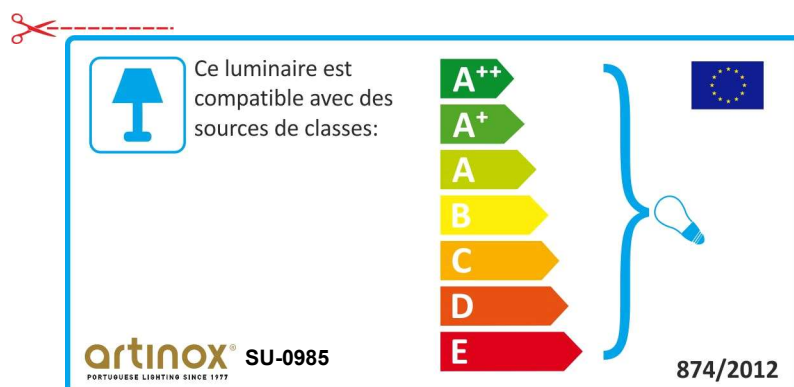 Ce luminaire est
compatible avec des
sources de classes:
A++
A+
A
B
C
D
E
artinox® SU-0985
PORTUGUESE LIGHTING SINCE 1977
874/2012